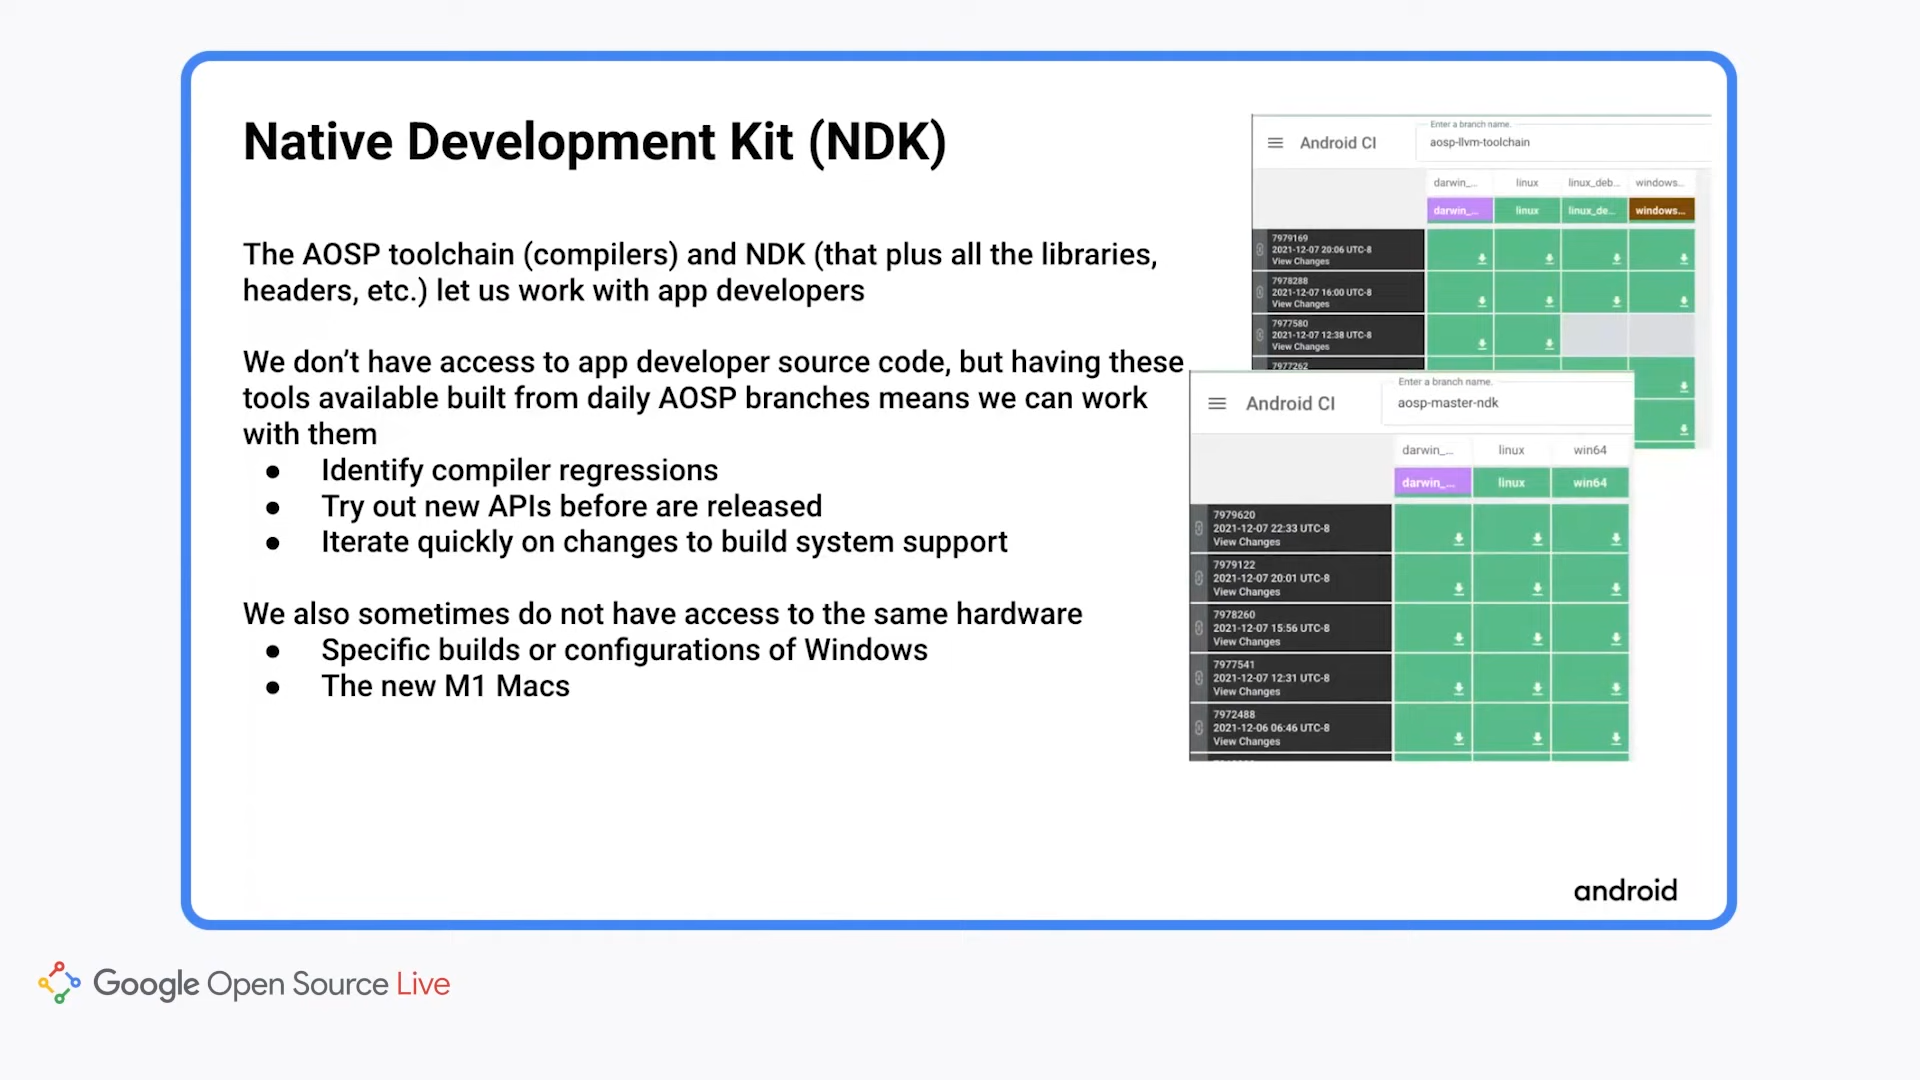 Native Development Kit (NDK)
The AOSP toolchain (compilers) and NDK (that plus all the libraries,
headers, etc.) let us work with app developers
We don’t have access to app developer source code, but having these
tools available built from daily AOSP branches means we can work
with them
● Identify compiler regressions
● Try out new APIs before are released
● Iterate quickly on changes to build system support
We also sometimes do not have access to the same hardware
● Specific builds or configurations of Windows
● The new M1 Macs
Enter a branch name.
Android CI
aosp-llvm-toolchain
darwin_... linux linux_deb... windows...
darwin_... linux linux_de... windows...
7979169
2021-12-07 20:06 UTC-8
View Changes
7978288
2021-12-07 16:00 UTC-8
View Changes
7977580
2021-12-07 12:38 UTC-8
View Changes
7977262
Enter a branch name.
Android CI
aosp-master-ndk
darwin_... linux win64
darwin_... linux win64
7979620
2021-12-07 22:33 UTC-8
View Changes
7979122
2021-12-07 20:01 UTC-8
View Changes
7978260
2021-12-07 15:56 UTC-8
View Changes
7977541
2021-12-07 12:31 UTC-8
View Changes
7972488
2021-12-06 06:46 UTC-8
View Changes
android
Google Open Source Live